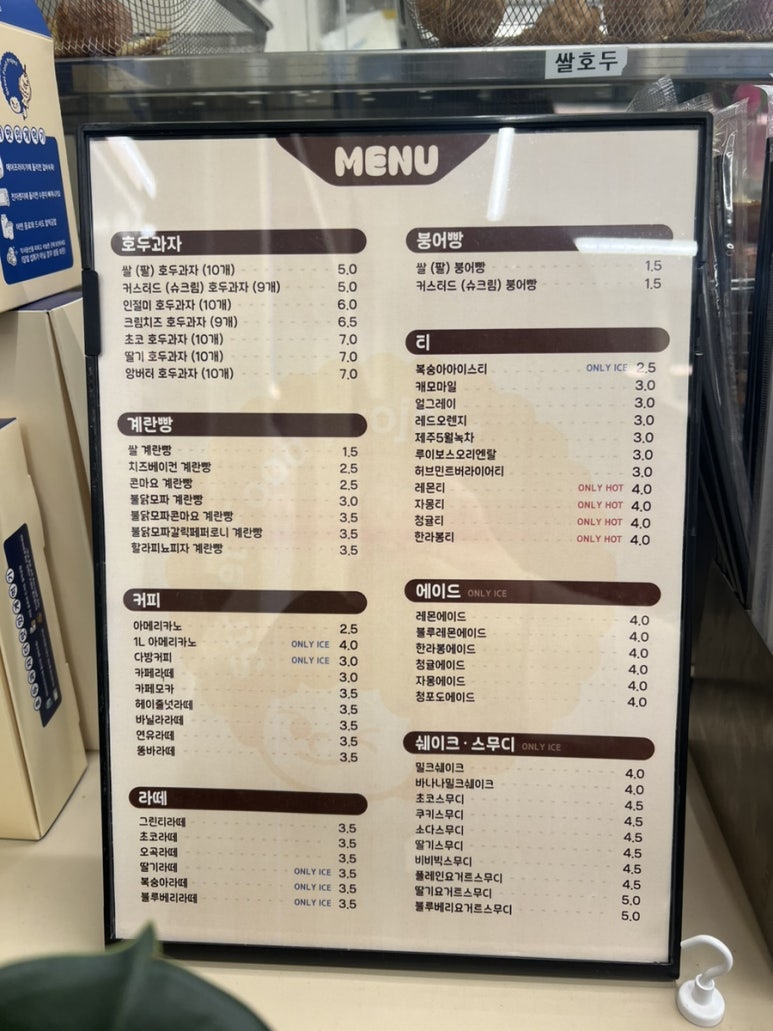 쌀호두
MENU
호두과자
쌀 (팥) 호두과자 (10개) 5.0
커스터드 (슈크림) 호두과자 (9개) 5.0
인절미 호두과자 (10개) 6.0
크림치즈 호두과자 (9개) 6.5
초코 호두과자 (10개) 7.0
딸기 호두과자 (10개) 7.0
앙버터 호두과자 (10개) 7.0
계란빵
쌀 계란빵 1.5
치즈베이컨 계란빵 2.5
콘마요 계란빵 2.5
불닭모짜 계란빵 3.0
불닭모짜콘마요 계란빵 3.5
불닭모짜갈릭페퍼로니 계란빵 3.5
할라피뇨피자 계란빵 3.5
커피
아메리카노 2.5
1L 아메리카노 ONLY ICE 4.0
다방커피 ONLY ICE 3.0
카페라떼 3.0
카페모카 3.5
헤이즐넛라떼 3.5
바닐라라떼 3.5
연유라떼 3.5
돌바라떼 3.5
라떼
그린티라떼 3.5
초코라떼 3.5
오곡라떼 3.5
딸기라떼 ONLY ICE 3.5
복숭아라떼 ONLY ICE 3.5
블루베리라떼 ONLY ICE 3.5
붕어빵
쌀 (팥) 붕어빵 1.5
커스터드 (슈크림) 붕어빵 1.5
티
복숭아아이스티 ONLY ICE 2.5
캐모마일 3.0
얼그레이 3.0
레드오렌지 3.0
제주5월녹차 3.0
루이보스오리엔탈 3.0
허브민트버라이어리 3.0
레몬티 ONLY HOT 4.0
자몽티 ONLY HOT 4.0
청귤티 ONLY HOT 4.0
한라봉티 ONLY HOT 4.0
에이드 ONLY ICE
레몬에이드 4.0
블루레몬에이드 4.0
한라봉에이드 4.0
청귤에이드 4.0
자몽에이드 4.0
청포도에이드 4.0
쉐이크·스무디 ONLY ICE
밀크쉐이크 4.0
바나나밀크쉐이크 4.0
초코스무디 4.5
쿠키스무디 4.5
소다스무디 4.5
딸기스무디 4.5
비비빅스무디 4.5
플레인요거트스무디 4.5
딸기요거트스무디 5.0
블루베리요거트스무디 5.0